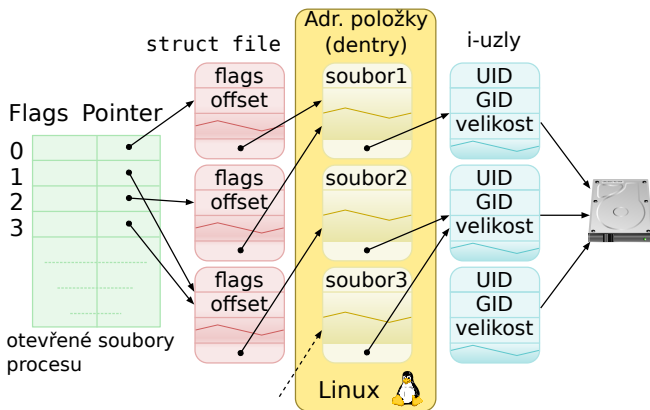 struct file
Adr. položky
(dentry)
i-uzly
Flags Pointer
0
1
2
3
otevřené soubory
procesu
flags
offset
flags
offset
flags
offset
soubor1
soubor2
soubor3
Linux
UID
GID
velikost
UID
GID
velikost
UID
GID
velikost